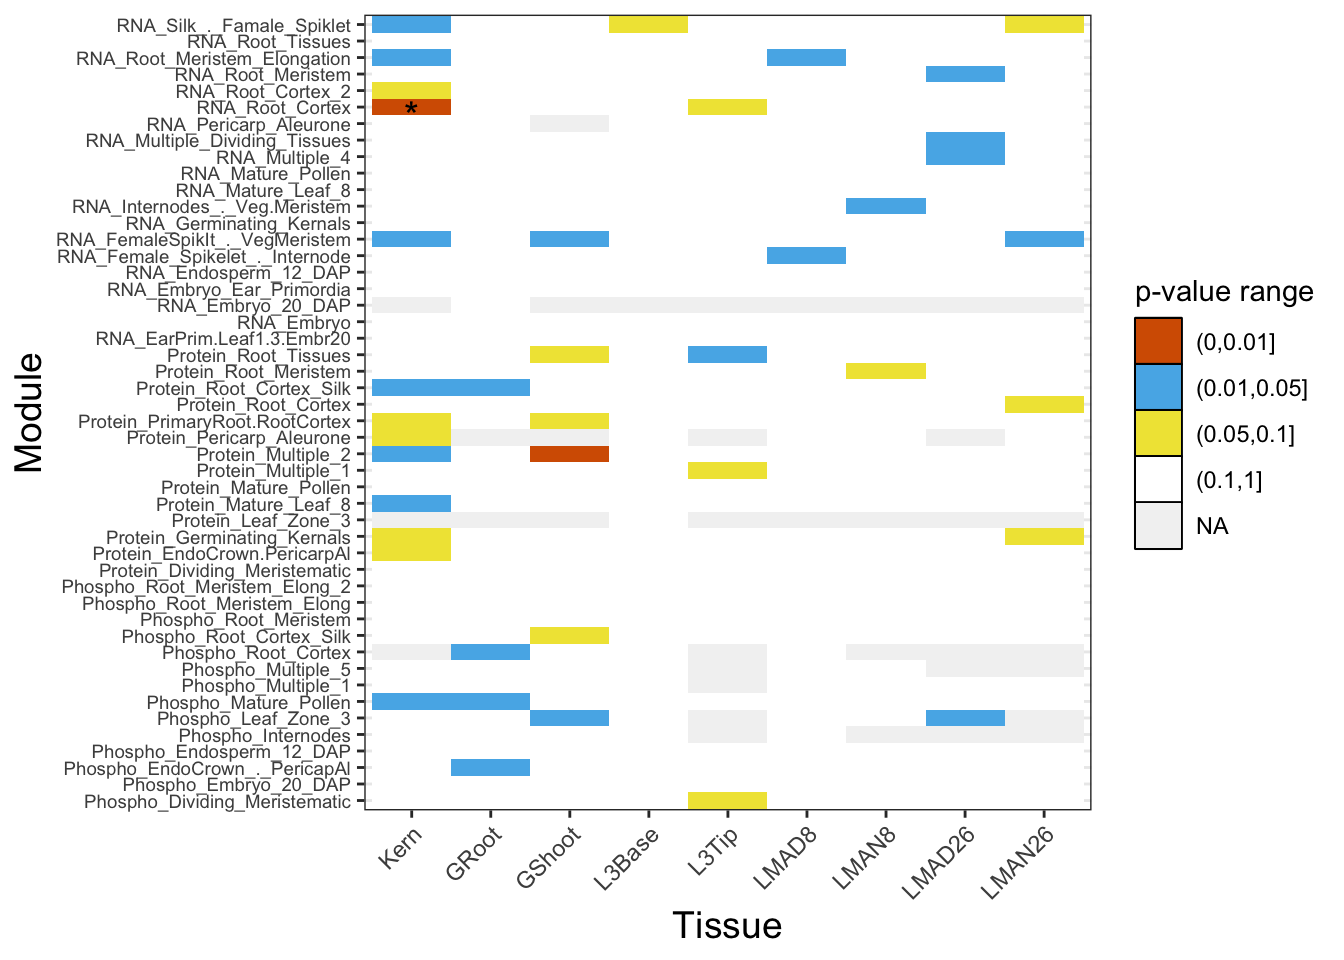 RNA_Silk_._Famale_Spiklet
RNA_Root_Tissues
RNA_Root_Meristem_Elongation
RNA_Root_Meristem
RNA_Root_Cortex_2
RNA_Root_Cortex
*
RNA_Pericarp_Aleurone
RNA_Multiple_Dividing_Tissues
RNA_Multiple_4
RNA_Mature_Pollen
RNA_Mature_Leaf_8
RNA_Internodes_._Veg.Meristem
RNA_Germinating_Kernals
RNA_FemaleSpiklt_._VegMeristem
RNA_Female_Spikelet_._Internode
RNA_Endosperm_12_DAP
RNA_Embryo_Ear_Primordia
RNA_Embryo_20_DAP
RNA_Embryo
RNA_EarPrim.Leaf1.3.Embr20
Protein_Root_Tissues
Protein_Root_Meristem
Protein_Root_Cortex_Silk
Protein_Root_Cortex
Protein_PrimaryRoot.RootCortex
Protein_Pericarp_Aleurone
Protein_Multiple_2
Protein_Multiple_1
Protein_Mature_Pollen
Protein_Mature_Leaf_8
Protein_Leaf_Zone_3
Protein_Germinating_Kernals
Protein_EndoCrown.PericarpAl
Protein_Dividing_Meristematic
Phospho_Root_Meristem_Elong_2
Phospho_Root_Meristem_Elong
Phospho_Root_Meristem
Phospho_Root_Cortex_Silk
Phospho_Root_Cortex
Phospho_Multiple_5
Phospho_Multiple_1
Phospho_Mature_Pollen
Phospho_Leaf_Zone_3
Phospho_Internodes
Phospho_Endosperm_12_DAP
Phospho_EndoCrown_._PericapAl
Phospho_Embryo_20_DAP
Phospho_Dividing_Meristematic
Module
Kern
GRoot
GShoot
L3Base
L3Tip
LMAD8
LMAN8
LMAD26
LMAN26
Tissue
p-value range
(0,0.01]
(0.01,0.05]
(0.05,0.1]
(0.1,1]
NA